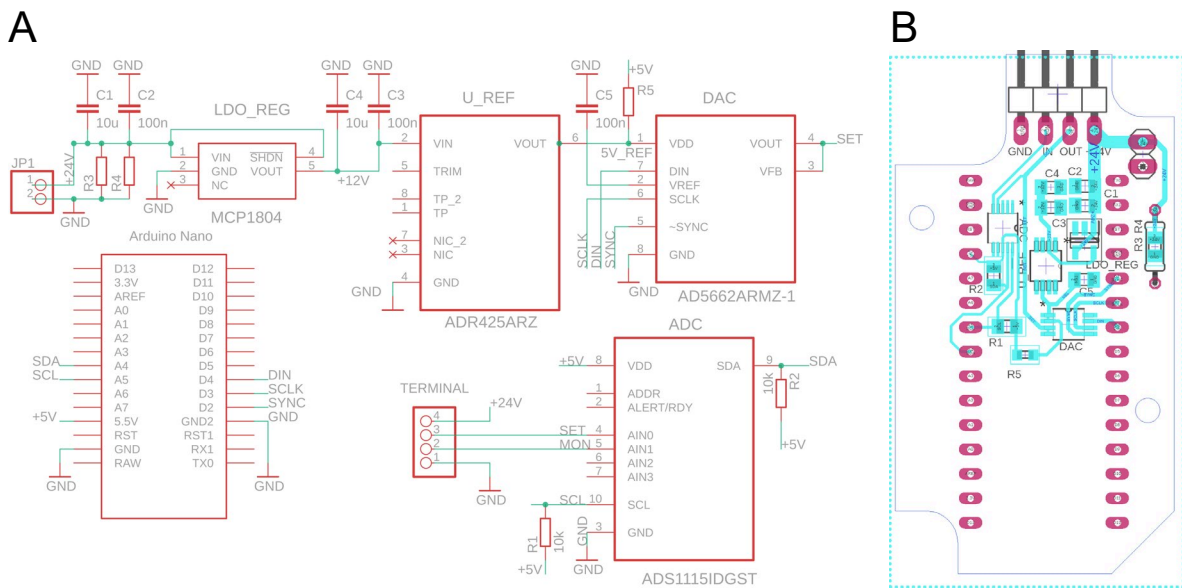 A
B
GND GND
C1 C2
10u 100n
LDO_REG
JP1
1
2
+24V
R3
R4
GND
1 VIN SHDN 4
2 GND VOUT 5
3 NC
GND
MCP1804
GND GND
C4 C3
10u 100n
+12V
U_REF
2 VIN VOUT 6
5 TRIM
8 TP_2
1 TP
7 NIC_2
3 NIC
4 GND
GND
ADR425ARZ
GND
C5
100n
+5V
R5
5V_REF
DAC
1 VDD VOUT 4 SET
7 DIN VFB 3
2 VREF
6 SCLK
5 ~SYNC
8 GND
SCLK
DIN
SYNC
GND
AD5662ARMZ-1
Arduino Nano
D13 D12
3.3V D11
AREF D10
A0 D9
A1 D8
A2 D7
A3 D6
SDA A4 D5
SCL A5 D4 DIN
A6 D3 SCLK
A7 D2 SYNC
+5V 5.5V GND2 GND
RST RST1
GND RX1
RAW TX0
GND GND
TERMINAL
4 +24V
3 SET
2 MON
1
GND
ADC
+5V 8 VDD SDA 9 SDA
1 ADDR
2 ALERT/RDY
4 AIN0
5 AIN1
6 AIN2
7 AIN3
SCL 10 SCL
3 GND
10k
R2
+5V
R1
10k
+5V
GND
GND
ADS1115IDGST
GND IN OUT +24V
+24V
C4 C2
C1
C3
ADC
U_REF
R3 R4
LDO_REG
R2
C5
R1
DAC
R5